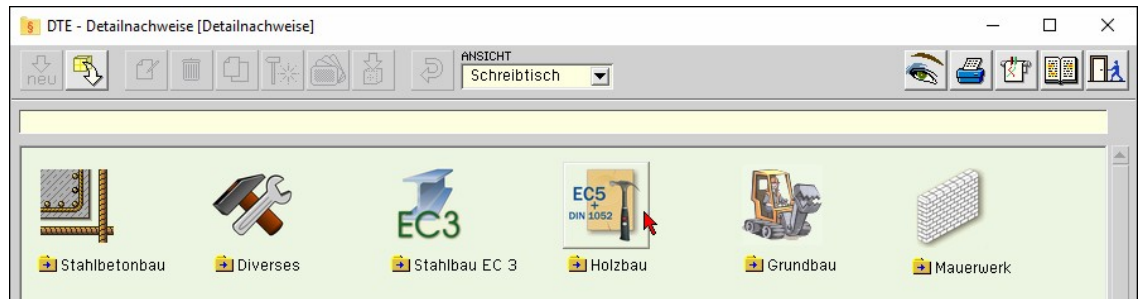 § DTE - Detailnachweise [Detailnachweise]
neu
ANSICHT
Schreibtisch
EC3
EC5
+
DIN 1052
Stahlbetonbau
Diverses
Stahlbau EC 3
Holzbau
Grundbau
Mauerwerk